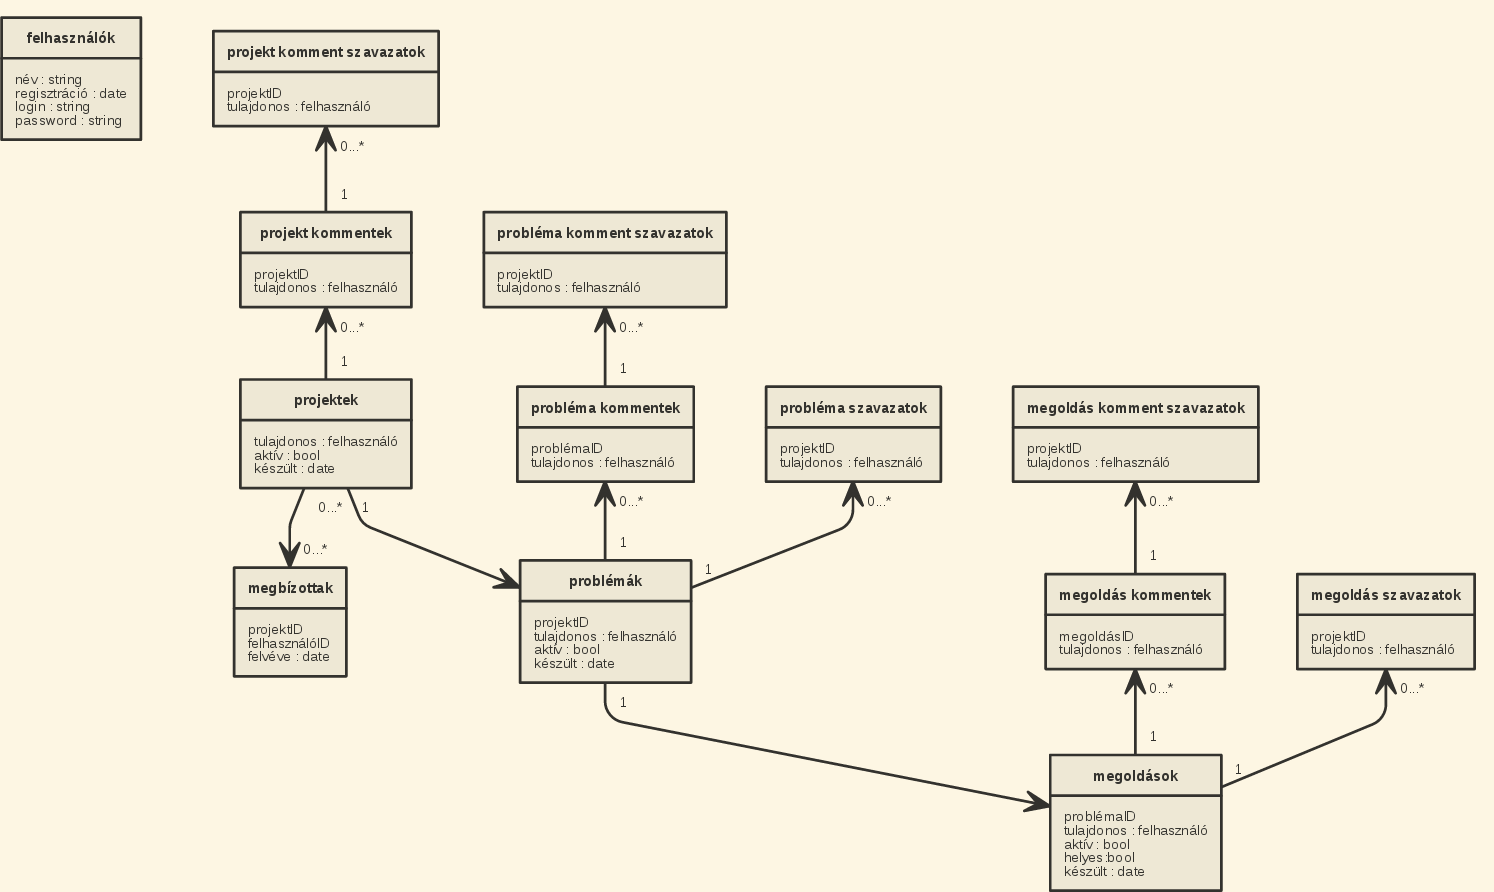 felhasználók
név : string
regisztráció : date
login : string
password : string
projekt komment szavazatok
projektID
tulajdonos : felhasználó
0...*
1
projekt kommentek
projektID
tulajdonos : felhasználó
0...*
1
probléma komment szavazatok
projektID
tulajdonos : felhasználó
0...*
1
projektek
tulajdonos : felhasználó
aktív : bool
készült : date
0...*
1
0...*
megbízottak
projektID
felhasználóID
felvéve : date
probléma kommentek
problémaID
tulajdonos : felhasználó
0...*
1
probléma szavazatok
projektID
tulajdonos : felhasználó
0...*
1
problémák
projektID
tulajdonos : felhasználó
aktív : bool
készült : date
1
megoldás komment szavazatok
projektID
tulajdonos : felhasználó
0...*
1
megoldás kommentek
megoldásID
tulajdonos : felhasználó
0...*
1
megoldás szavazatok
projektID
tulajdonos : felhasználó
0...*
1
megoldások
problémaID
tulajdonos : felhasználó
aktív : bool
helyes:bool
készült : date